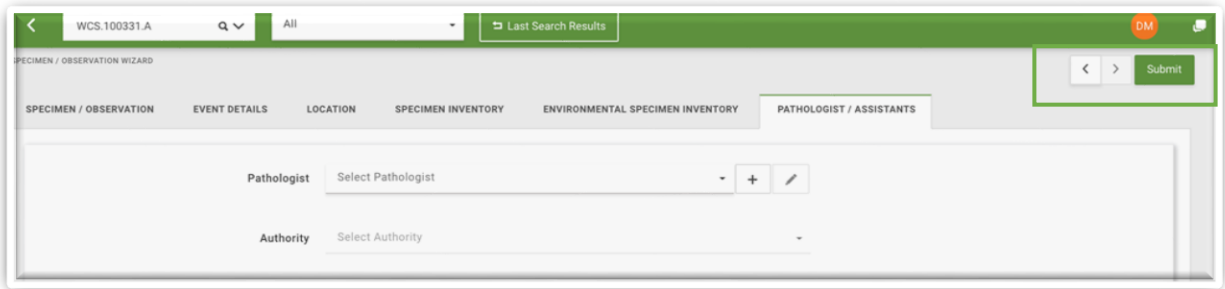 WCS.100331.A All Last Search Results DM
SPECIMEN / OBSERVATION WIZARD
Submit
SPECIMEN / OBSERVATION EVENT DETAILS LOCATION SPECIMEN INVENTORY ENVIRONMENTAL SPECIMEN INVENTORY PATHOLOGIST / ASSISTANTS
Pathologist Select Pathologist
Authority Select Authority